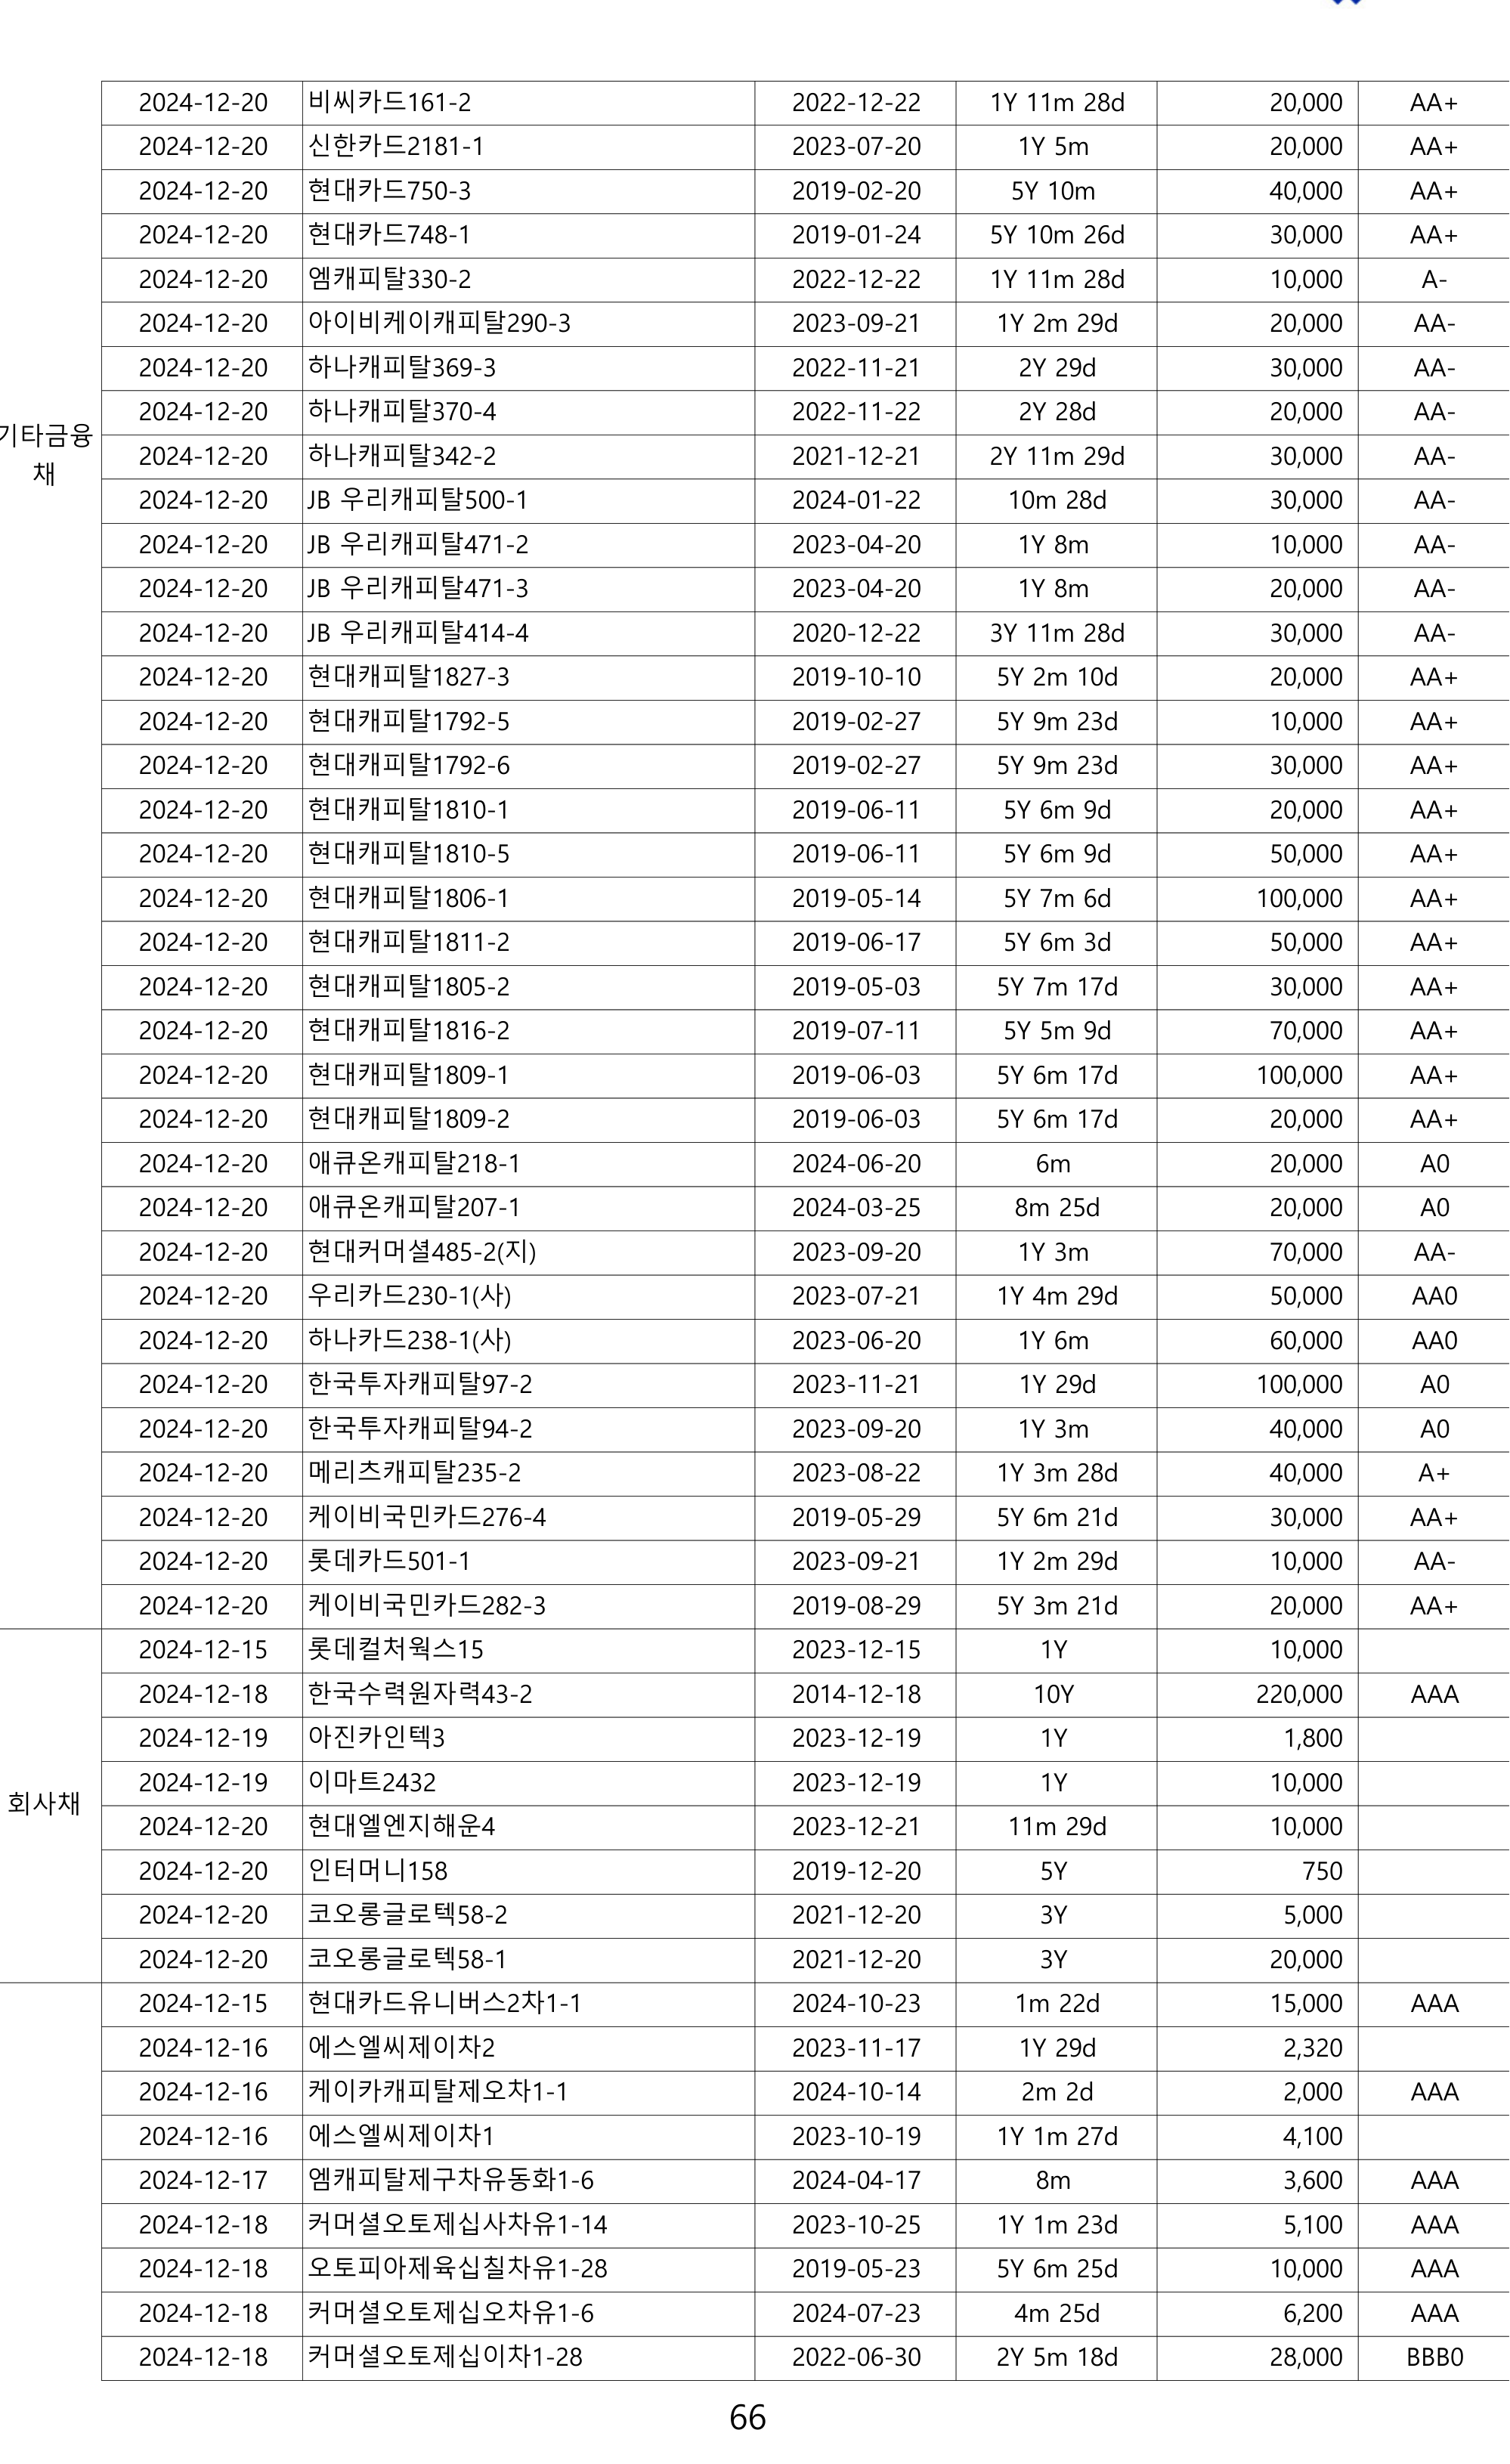 2024-12-20 비씨카드161-2 2022-12-22 1Y 11m 28d 20,000 AA+
2024-12-20 신한카드2181-1 2023-07-20 1Y 5m 20,000 AA+
2024-12-20 현대카드750-3 2019-02-20 5Y 10m 40,000 AA+
2024-12-20 현대카드748-1 2019-01-24 5Y 10m 26d 30,000 AA+
2024-12-20 엠캐피탈330-2 2022-12-22 1Y 11m 28d 10,000 A-
2024-12-20 아이비케이캐피탈290-3 2023-09-21 1Y 2m 29d 20,000 AA-
2024-12-20 하나캐피탈369-3 2022-11-21 2Y 29d 30,000 AA-
2024-12-20 하나캐피탈370-4 2022-11-22 2Y 28d 20,000 AA-
기타금융
채
2024-12-20 하나캐피탈342-2 2021-12-21 2Y 11m 29d 30,000 AA-
2024-12-20 JB 우리캐피탈500-1 2024-01-22 10m 28d 30,000 AA-
2024-12-20 JB 우리캐피탈471-2 2023-04-20 1Y 8m 10,000 AA-
2024-12-20 JB 우리캐피탈471-3 2023-04-20 1Y 8m 20,000 AA-
2024-12-20 JB 우리캐피탈414-4 2020-12-22 3Y 11m 28d 30,000 AA-
2024-12-20 현대캐피탈1827-3 2019-10-10 5Y 2m 10d 20,000 AA+
2024-12-20 현대캐피탈1792-5 2019-02-27 5Y 9m 23d 10,000 AA+
2024-12-20 현대캐피탈1792-6 2019-02-27 5Y 9m 23d 30,000 AA+
2024-12-20 현대캐피탈1810-1 2019-06-11 5Y 6m 9d 20,000 AA+
2024-12-20 현대캐피탈1810-5 2019-06-11 5Y 6m 9d 50,000 AA+
2024-12-20 현대캐피탈1806-1 2019-05-14 5Y 7m 6d 100,000 AA+
2024-12-20 현대캐피탈1811-2 2019-06-17 5Y 6m 3d 50,000 AA+
2024-12-20 현대캐피탈1805-2 2019-05-03 5Y 7m 17d 30,000 AA+
2024-12-20 현대캐피탈1816-2 2019-07-11 5Y 5m 9d 70,000 AA+
2024-12-20 현대캐피탈1809-1 2019-06-03 5Y 6m 17d 100,000 AA+
2024-12-20 현대캐피탈1809-2 2019-06-03 5Y 6m 17d 20,000 AA+
2024-12-20 애큐온캐피탈218-1 2024-06-20 6m 20,000 A0
2024-12-20 애큐온캐피탈207-1 2024-03-25 8m 25d 20,000 A0
2024-12-20 현대커머셜485-2(지) 2023-09-20 1Y 3m 70,000 AA-
2024-12-20 우리카드230-1(사) 2023-07-21 1Y 4m 29d 50,000 AA0
2024-12-20 하나카드238-1(사) 2023-06-20 1Y 6m 60,000 AA0
2024-12-20 한국투자캐피탈97-2 2023-11-21 1Y 29d 100,000 A0
2024-12-20 한국투자캐피탈94-2 2023-09-20 1Y 3m 40,000 A0
2024-12-20 메리츠캐피탈235-2 2023-08-22 1Y 3m 28d 40,000 A+
2024-12-20 케이비국민카드276-4 2019-05-29 5Y 6m 21d 30,000 AA+
2024-12-20 롯데카드501-1 2023-09-21 1Y 2m 29d 10,000 AA-
2024-12-20 케이비국민카드282-3 2019-08-29 5Y 3m 21d 20,000 AA+
2024-12-15 롯데컬처웍스15 2023-12-15 1Y 10,000
2024-12-18 한국수력원자력43-2 2014-12-18 10Y 220,000 AAA
2024-12-19 아진카인텍3 2023-12-19 1Y 1,800
2024-12-19 이마트2432 2023-12-19 1Y 10,000
회사채
2024-12-20 현대엘엔지해운4 2023-12-21 11m 29d 10,000
2024-12-20 인터머니158 2019-12-20 5Y 750
2024-12-20 코오롱글로텍58-2 2021-12-20 3Y 5,000
2024-12-20 코오롱글로텍58-1 2021-12-20 3Y 20,000
2024-12-15 현대카드유니버스2차1-1 2024-10-23 1m 22d 15,000 AAA
2024-12-16 에스엘씨제이차2 2023-11-17 1Y 29d 2,320
2024-12-16 케이카캐피탈제오차1-1 2024-10-14 2m 2d 2,000 AAA
2024-12-16 에스엘씨제이차1 2023-10-19 1Y 1m 27d 4,100
2024-12-17 엠캐피탈제구차유동화1-6 2024-04-17 8m 3,600 AAA
2024-12-18 커머셜오토제십사차유1-14 2023-10-25 1Y 1m 23d 5,100 AAA
2024-12-18 오토피아제육십칠차유1-28 2019-05-23 5Y 6m 25d 10,000 AAA
2024-12-18 커머셜오토제십오차유1-6 2024-07-23 4m 25d 6,200 AAA
2024-12-18 커머셜오토제십이차1-28 2022-06-30 2Y 5m 18d 28,000 BBB0
66